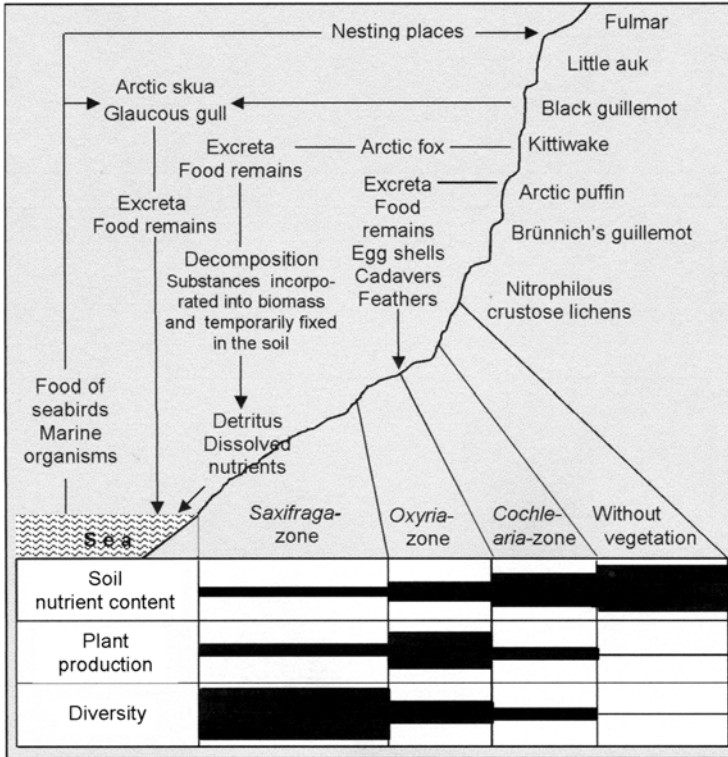 Nesting places
Fulmar
Little auk
Arctic skua
Glaucous gull
Black guillemot
Excreta
Food remains
Arctic fox
Kittiwake
Excreta
Food
remains
Egg shells
Cadavers
Feathers
Arctic puffin
Excreta
Food remains
Brünnich's guillemot
Decomposition
Substances incorpo-
rated into biomass
and temporarily fixed
in the soil
Nitrophilous
crustose lichens
Food of
seabirds
Marine
organisms
Detritus
Dissolved
nutrients
Sea
Saxifraga-
zone
Oxyria-
zone
Cochle-
aria-zone
Without
vegetation
Soil
nutrient content
Plant
production
Diversity